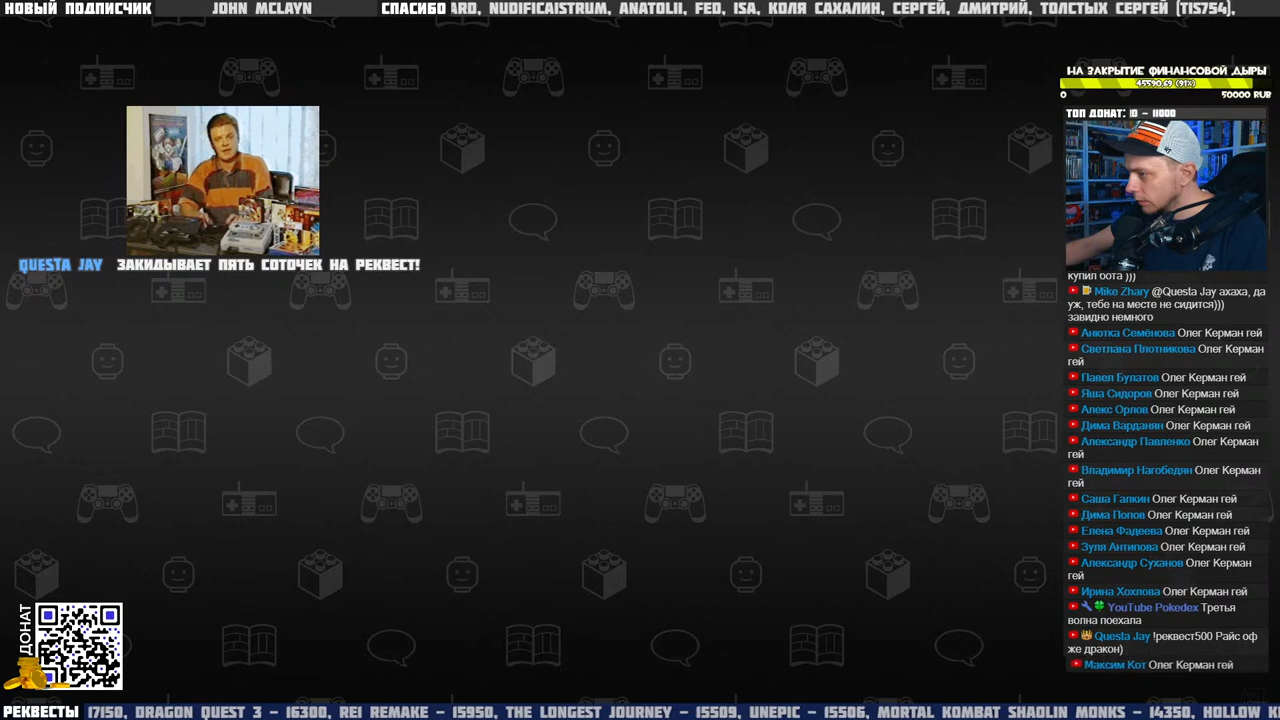 НОВЫЙ ПОДПИСЧИК JOHN MCLAYN СПАСИБО ARD, NUDIFICAISTRUM, ANATOLII, FED, ISA, КОЛЯ САХАЛИН, СЕРГЕЙ, ДМИТРИЙ, ТОЛСТЫХ СЕРГЕЙ (TIS754),
НА ЗАКРЫТИЕ ФИНАНСОВОЙ ДЫРЫ
45590.69 (91%)
0 50000 RUB
ТОП ДОНАТ: ID - 11000
QUESTA JAY ЗАКИДЫВАЕТ ПЯТЬ СОТОЧЕК НА РЕКВЕСТ!
купил бота )))
Mike Zhary @Questa Jay ахаха, да
уж, тебе на месте не сидится)))
завидно немного
Анютка Семёнова Олег Керман гей
Светлана Плотникова Олег Керман
гей
Павел Булатов Олег Керман гей
Яша Сидоров Олег Керман гей
Алекс Орлов Олег Керман гей
Дима Варданян Олег Керман гей
Александр Павленко Олег Керман
гей
Владимир Нагобедян Олег Керман
гей
Саша Галкин Олег Керман гей
Дима Попов Олег Керман гей
Елена Фадеева Олег Керман гей
Зуля Антипова Олег Керман гей
Александр Суханов Олег Керман
гей
Ирина Хохлова Олег Керман гей
YouTube Pokedex Третья
волна поехала
Questa Jay !реквест500 Райс оф
же дракон)
Максим Кот Олег Керман гей
ДОНАТ
РЕКВЕСТЫ 17150, DRAGON QUEST 3 - 16300, RE1 REMAKE - 15950, THE LONGEST JOURNEY - 15509, UNEPIC - 15506, MORTAL KOMBAT SHAOLIN MONKS - 14350, HOLLOW